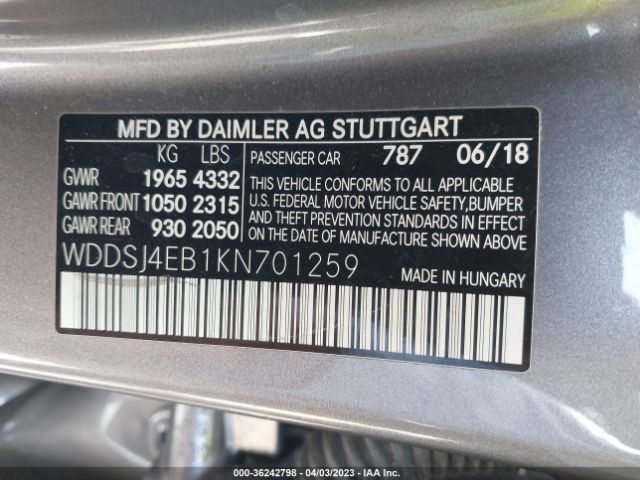 MFD BY DAIMLER AG STUTTGART
KG LBS
GVWR 1965 4332
GAWR FRONT 1050 2315
GAWR REAR 930 2050
PASSENGER CAR 787 06/18
THIS VEHICLE CONFORMS TO ALL APPLICABLE
U.S. FEDERAL MOTOR VEHICLE SAFETY,BUMPER
AND THEFT PREVENTION STANDARDS IN EFFECT
ON THE DATE OF MANUFACTURE SHOWN ABOVE
WDDSJ4EB1KN701259
MADE IN HUNGARY
000-36242798 - 04/03/2023 - IAA Inc.